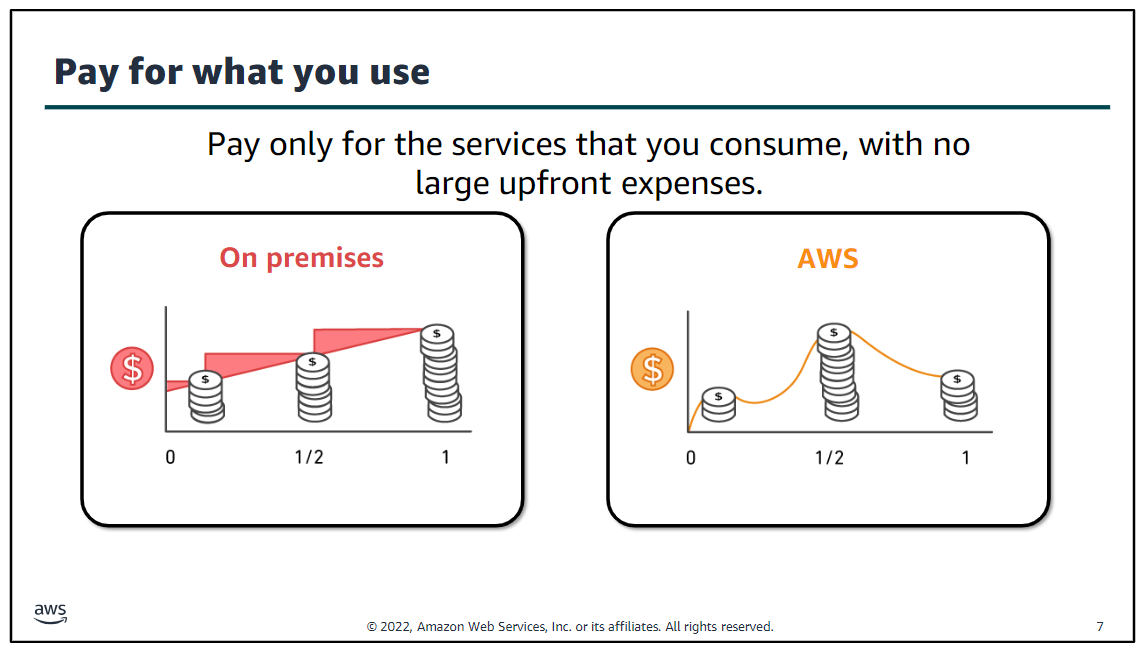 Pay for what you use
Pay only for the services that you consume, with no
large upfront expenses.
On premises
$
$
$
$
0
1/2
1
AWS
$
$
$
$
0
1/2
1
aws
© 2022, Amazon Web Services, Inc. or its affiliates. All rights reserved.
7